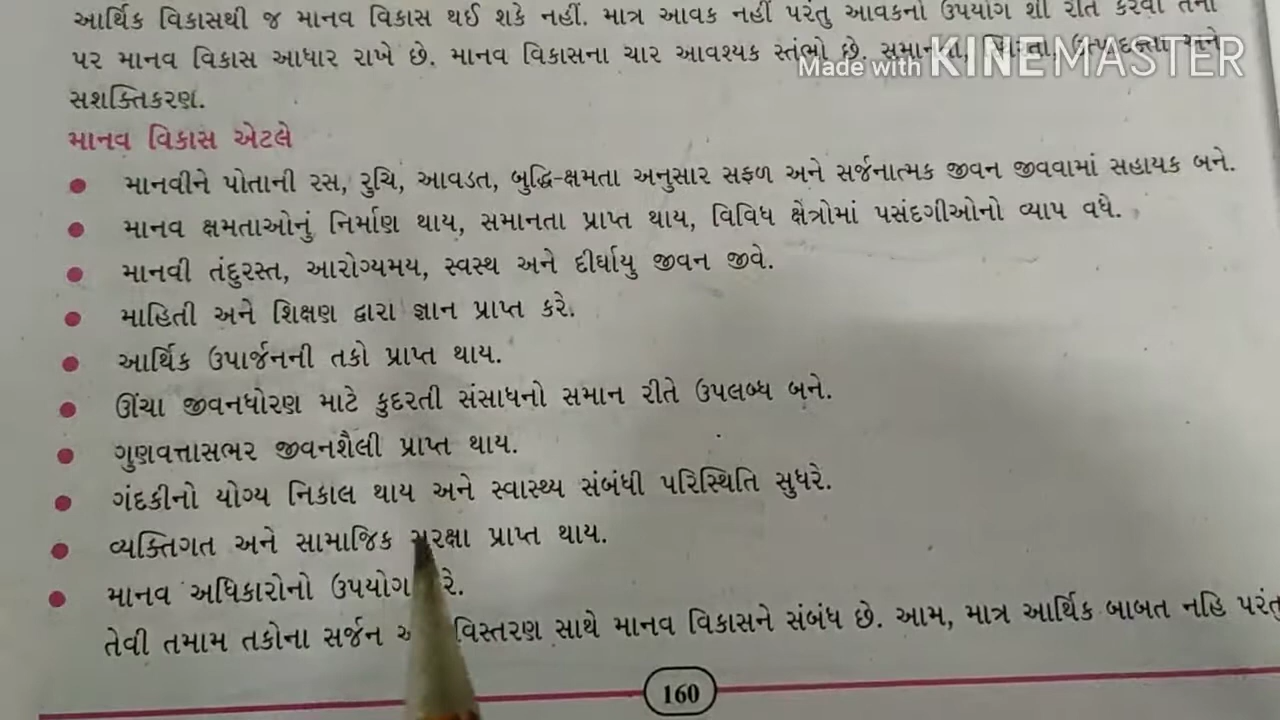 આર્થિક વિકાસથી જ માનવ વિકાસ થઈ શકે નહીં. માત્ર આવક નહીં પરંતુ આવકનો ઉપયોગ શી રીતે કરવો તેના
પર માનવ વિકાસ આધાર રાખે છે. માનવ વિકાસના ચાર આવશ્યક સ્તંભો છે. સમાનતા, અને
Made with KINEMASTER
સશક્તિકરણ.
માનવ વિકાસ એટલે
• માનવીને પોતાની રસ, રુચિ, આવડત, બુદ્ધિ-ક્ષમતા અનુસાર સફળ અને સર્જનાત્મક જીવન જીવવામાં સહાયક બને.
• માનવ ક્ષમતાઓનું નિર્માણ થાય, સમાનતા પ્રાપ્ત થાય, વિવિધ ક્ષેત્રોમાં પસંદગીઓનો વ્યાપ વધે.
• માનવી તંદુરસ્ત, આરોગ્યમય, સ્વસ્થ અને દીર્ઘાયુ જીવન જીવે.
• માહિતી અને શિક્ષણ દ્વારા જ્ઞાન પ્રાપ્ત કરે.
• આર્થિક ઉપાર્જનની તકો પ્રાપ્ત થાય.
• ઊંચા જીવનધોરણ માટે કુદરતી સંસાધનો સમાન રીતે ઉપલબ્ધ બને.
• ગુણવત્તાસભર જીવનશૈલી પ્રાપ્ત થાય.
• ગંદકીનો યોગ્ય નિકાલ થાય અને સ્વાસ્થ્ય સંબંધી પરિસ્થિતિ સુધરે.
• વ્યક્તિગત અને સામાજિક સુરક્ષા પ્રાપ્ત થાય.
• માનવ અધિકારોનો ઉપયોગ
તેવી તમામ તકોના સર્જન વિસ્તરણ સાથે માનવ વિકાસને સંબંધ છે. આમ, માત્ર આર્થિક બાબત નહિ પરંતુ
160